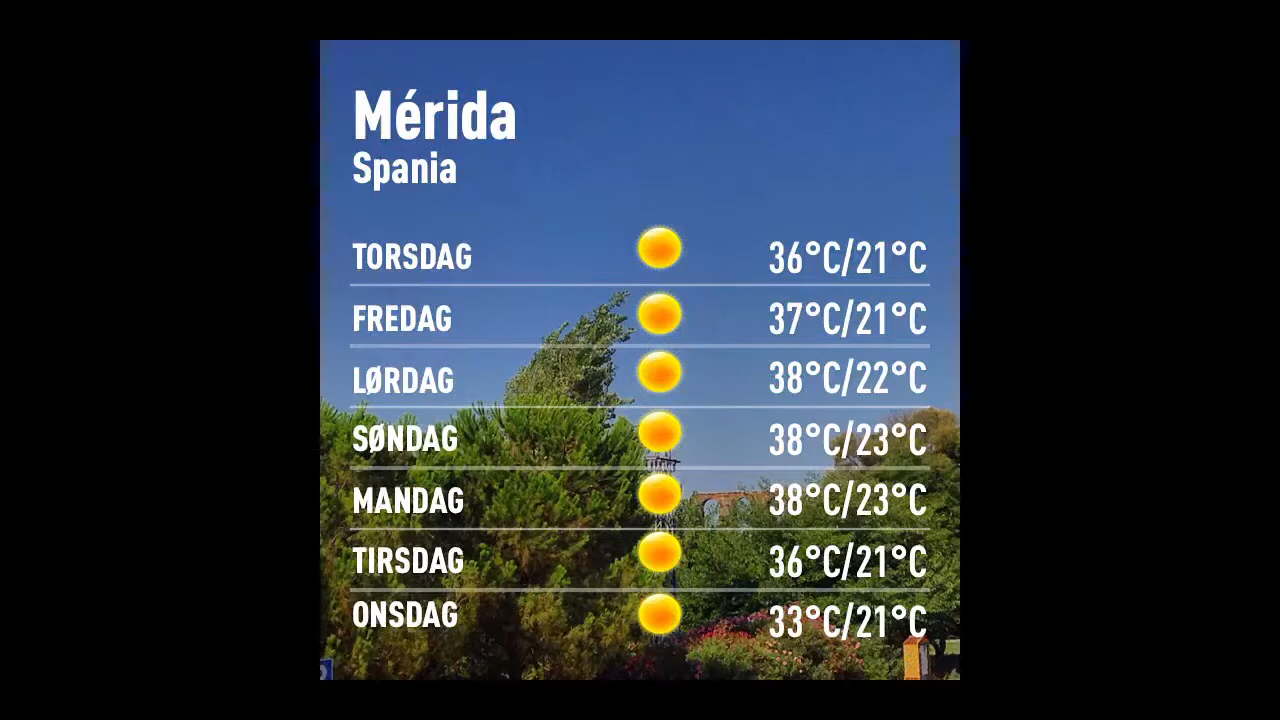 Mérida
Spania
TORSDAG 36°C/21°C
FREDAG 37°C/21°C
LØRDAG 38°C/22°C
SØNDAG 38°C/23°C
MANDAG 38°C/23°C
TIRSDAG 36°C/21°C
ONSDAG 33°C/21°C